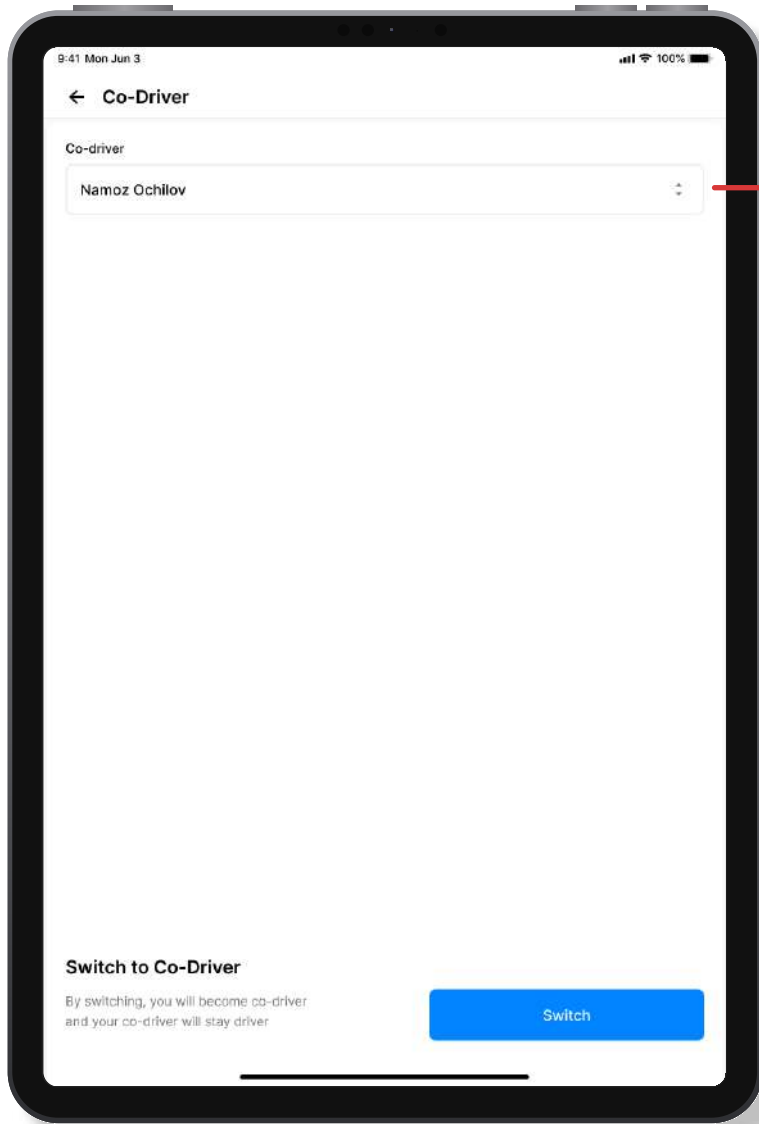 9:41 Mon Jun 3
100%
Co-Driver
Co-driver
Namoz Ochilov
Switch to Co-Driver
By switching, you will become co-driver
and your co-driver will stay driver
Switch